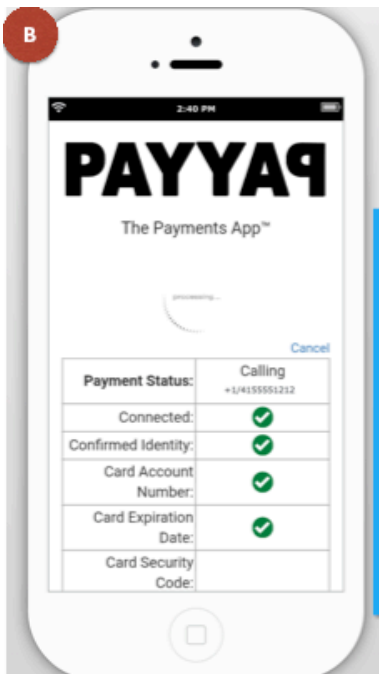 B
2:40 PM
PAYYAP
The Payments App™
processing...
Cancel
Payment Status:
Calling
+1/4155551212
Connected:
Confirmed Identity:
Card Account
Number:
Card Expiration
Date:
Card Security
Code: